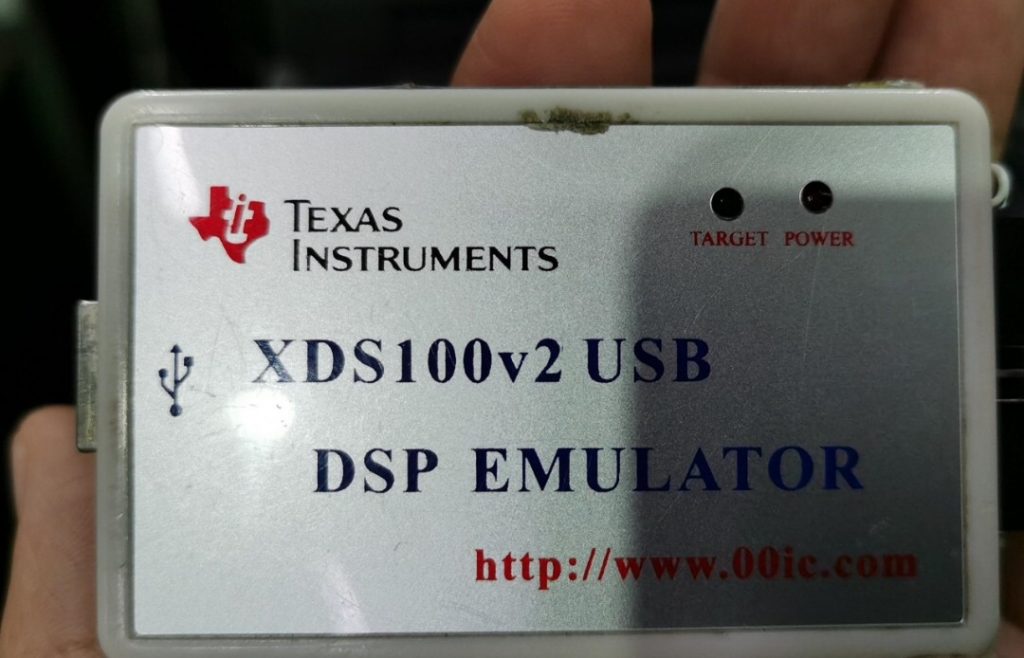 TEXAS
INSTRUMENTS
TARGET POWER
XDS100v2 USB
DSP EMULATOR
http://www.00ic.com